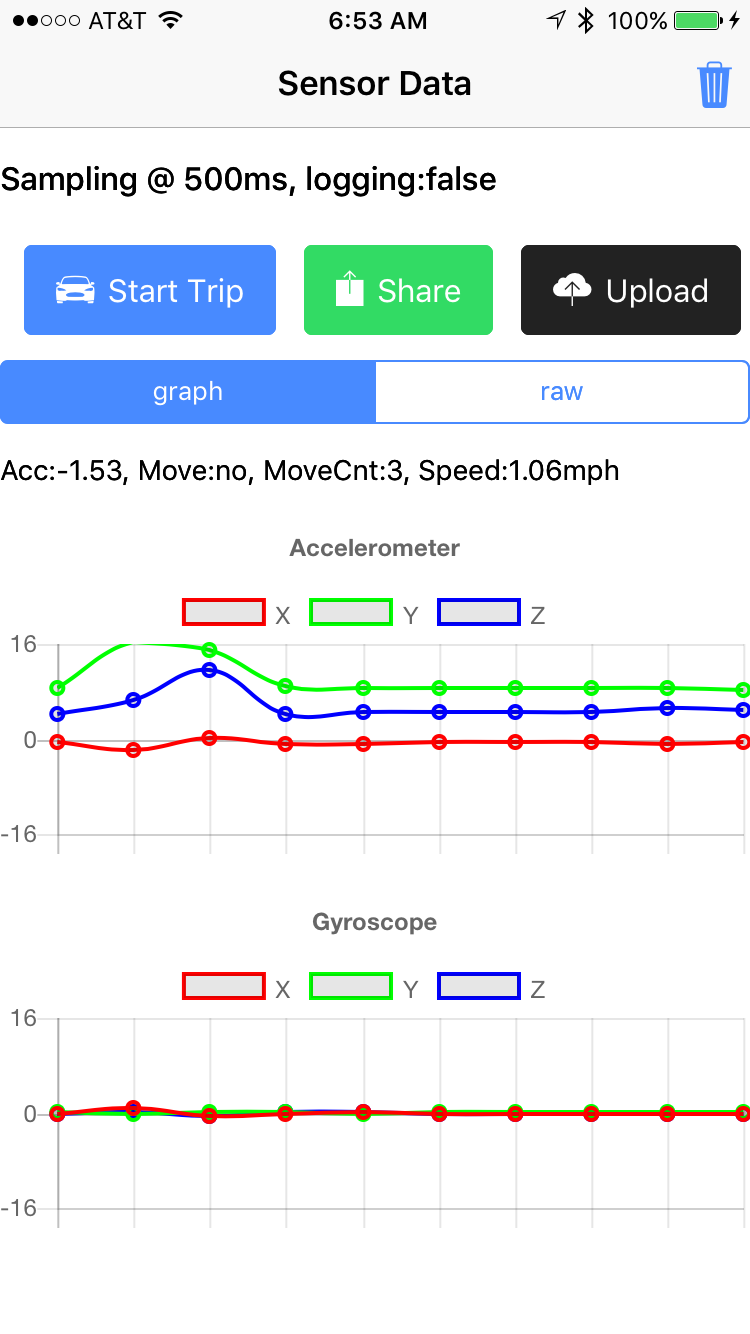 AT&T 6:53 AM 100%
Sensor Data
Sampling @ 500ms, logging:false
Start Trip Share Upload
graph raw
Acc:-1.53, Move:no, MoveCnt:3, Speed:1.06mph
Accelerometer
X Y Z
16
0
-16
Gyroscope
X Y Z
16
0
-16